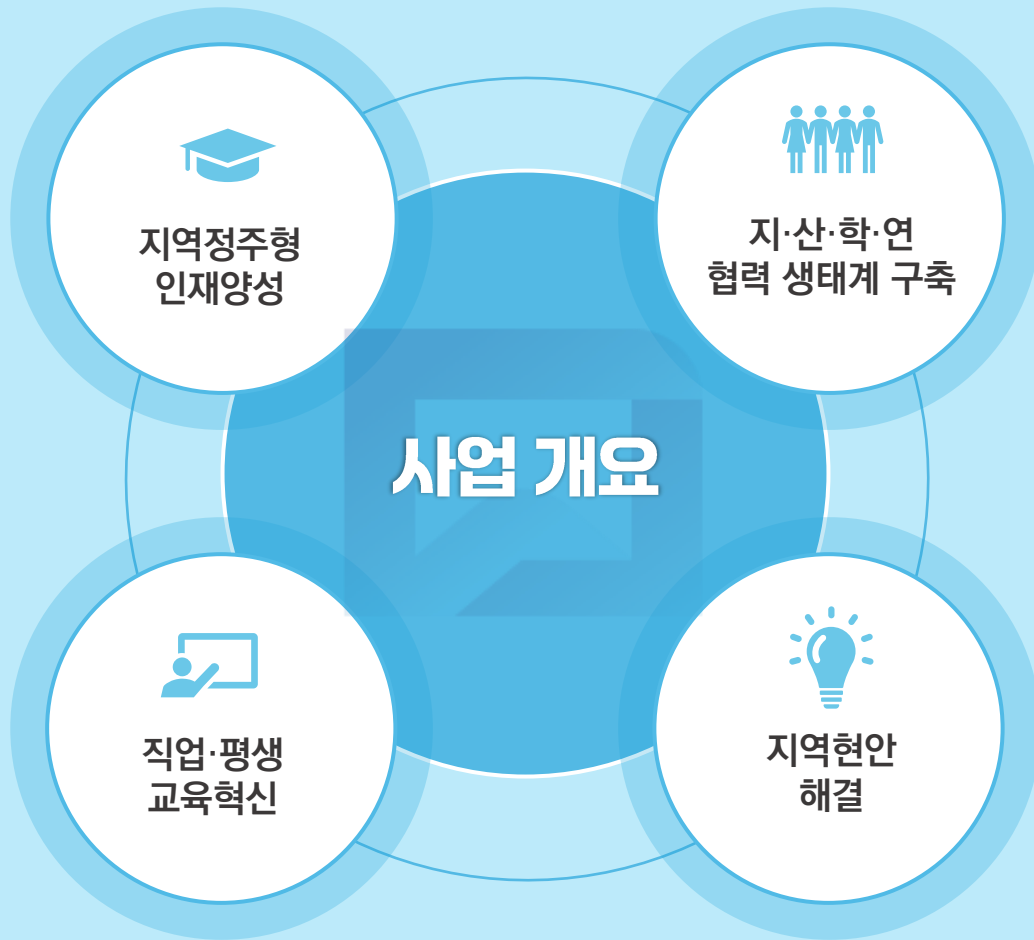 지역정주형
인재양성
지·산·학·연
협력 생태계 구축
사업 개요
직업·평생
교육혁신
지역현안
해결